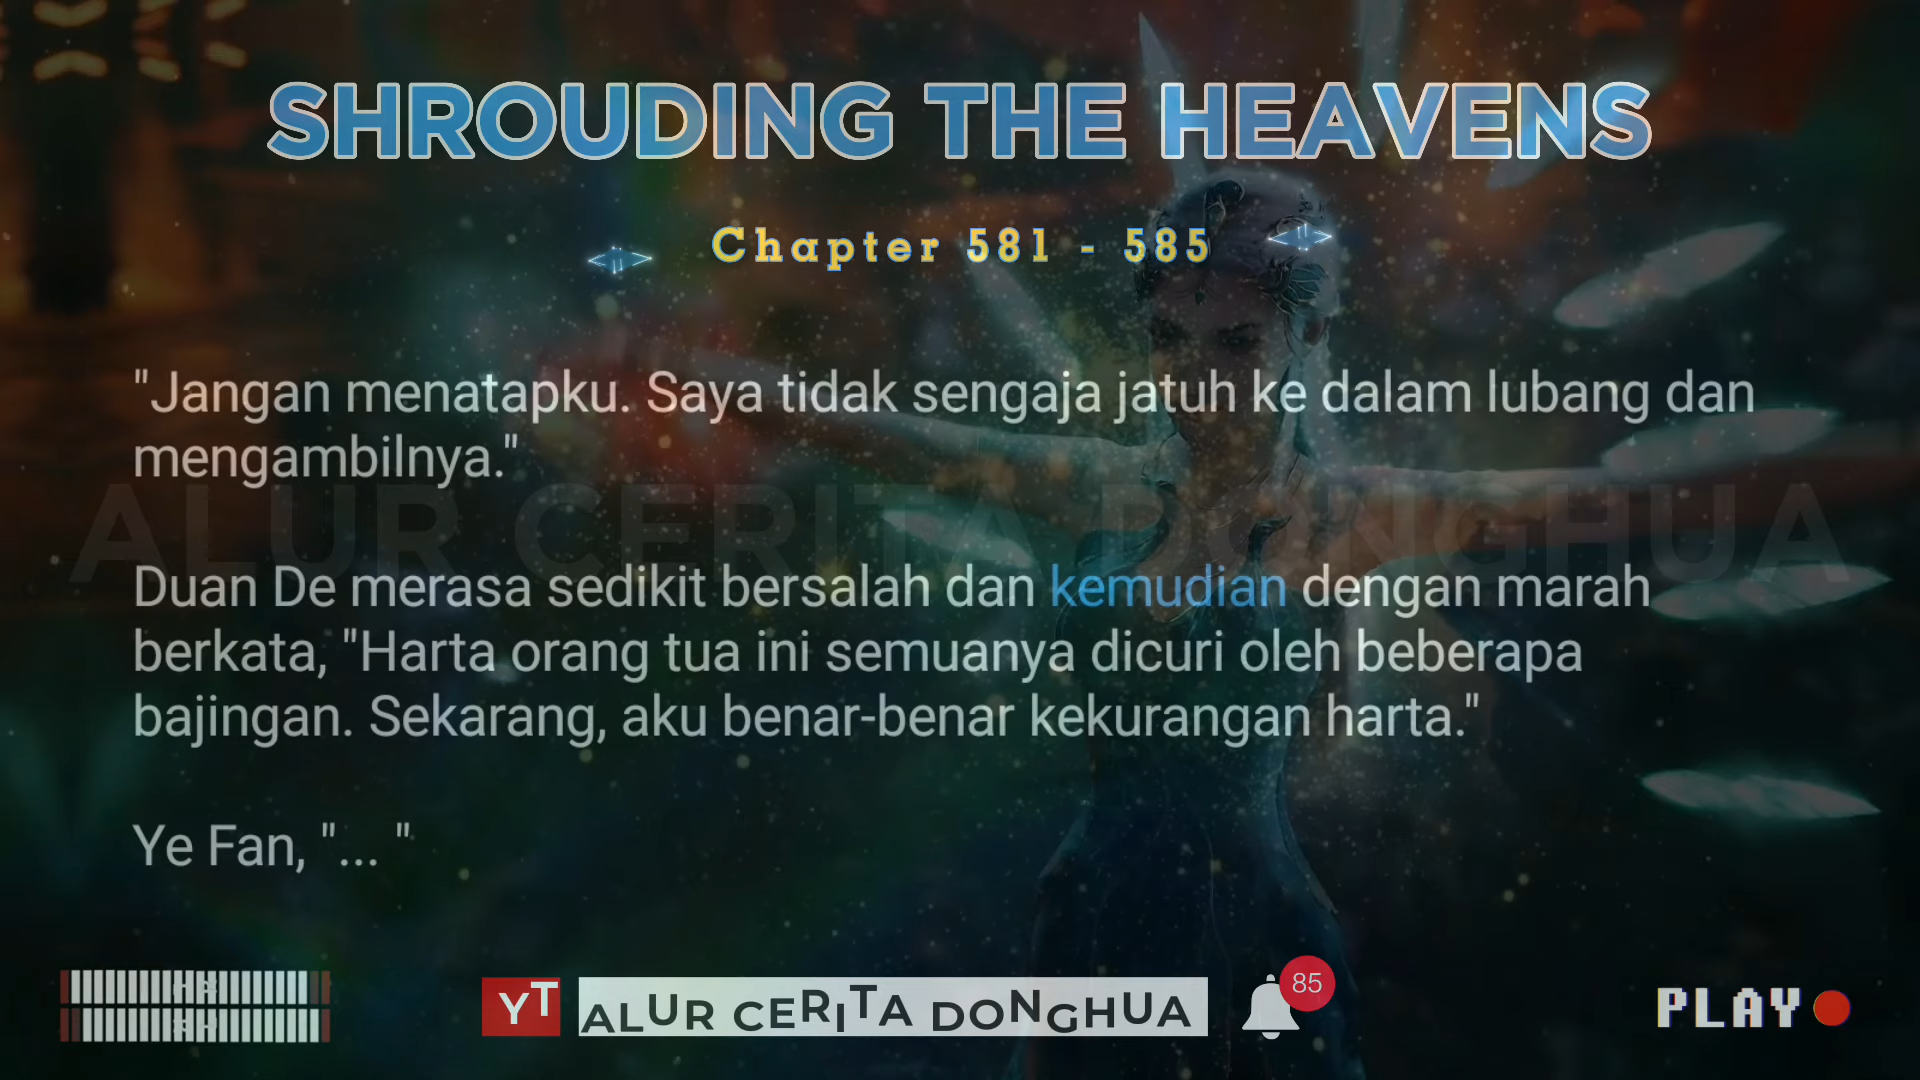 SHROUDING THE HEAVENS
Chapter 581 - 585
"Jangan menatapku. Saya tidak sengaja jatuh ke dalam lubang dan
mengambilnya."
ALUR CERITA DONGHUA
Duan De merasa sedikit bersalah dan kemudian dengan marah
berkata, "Harta orang tua ini semuanya dicuri oleh beberapa
bajingan. Sekarang, aku benar-benar kekurangan harta."
Ye Fan, "... "
YT ALUR CERITA DONGHUA 85
PLAY